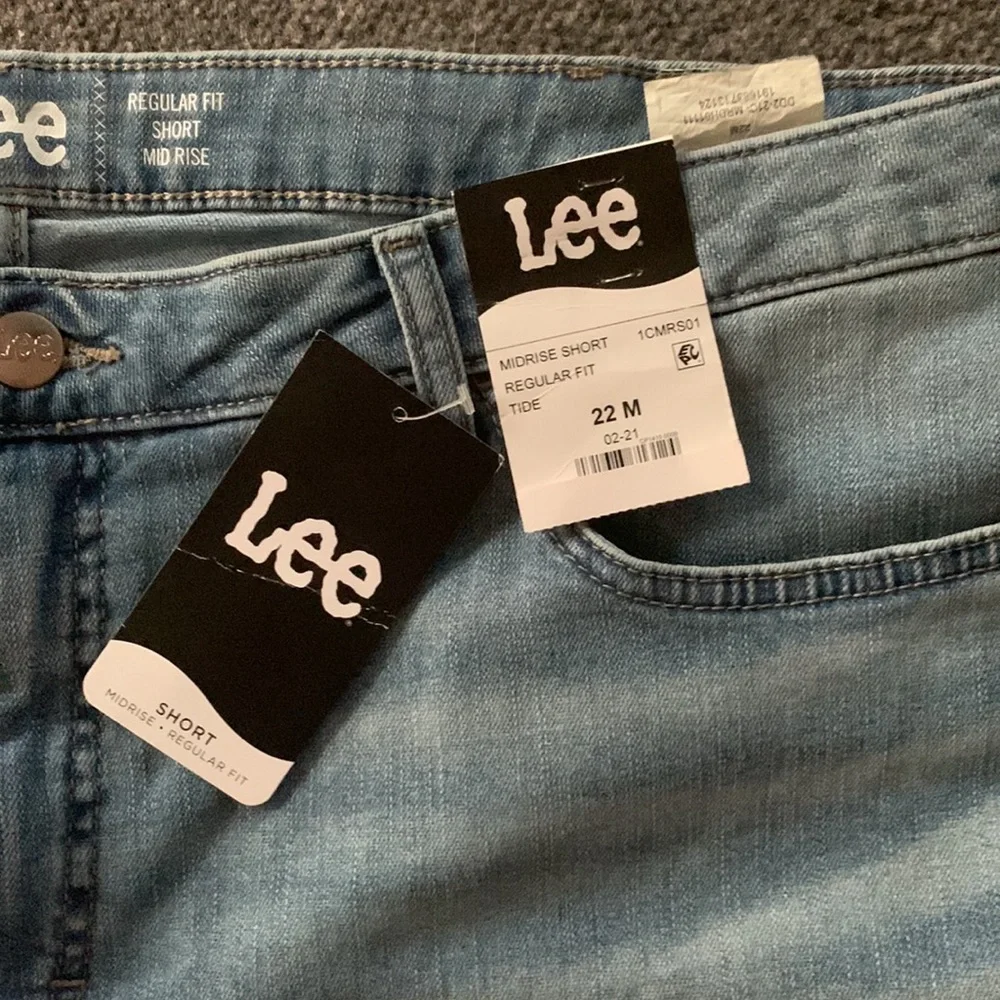 Lee
REGULAR FIT
SHORT
MID RISE
191665713124
Lee
MIDRISE SHORT 1CMRS01
REGULAR FIT
TIDE
22 M
02-21
Lee
Lee
SHORT
MIDRISE • REGULAR FIT